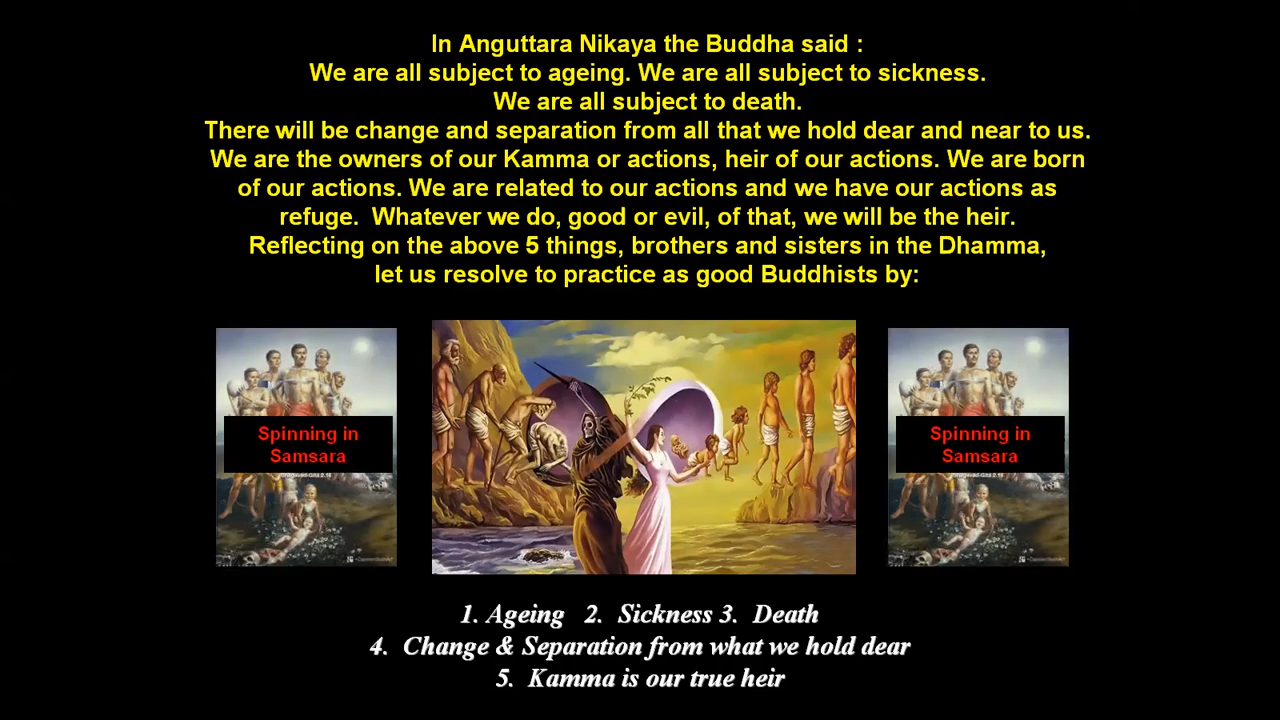 In Anguttara Nikaya the Buddha said :
We are all subject to ageing. We are all subject to sickness.
We are all subject to death.
There will be change and separation from all that we hold dear and near to us.
We are the owners of our Kamma or actions, heir of our actions. We are born
of our actions. We are related to our actions and we have our actions as
refuge. Whatever we do, good or evil, of that, we will be the heir.
Reflecting on the above 5 things, brothers and sisters in the Dhamma,
let us resolve to practice as good Buddhists by:
Spinning in
Samsara
Spinning in
Samsara
1. Ageing 2. Sickness 3. Death
4. Change & Separation from what we hold dear
5. Kamma is our true heir